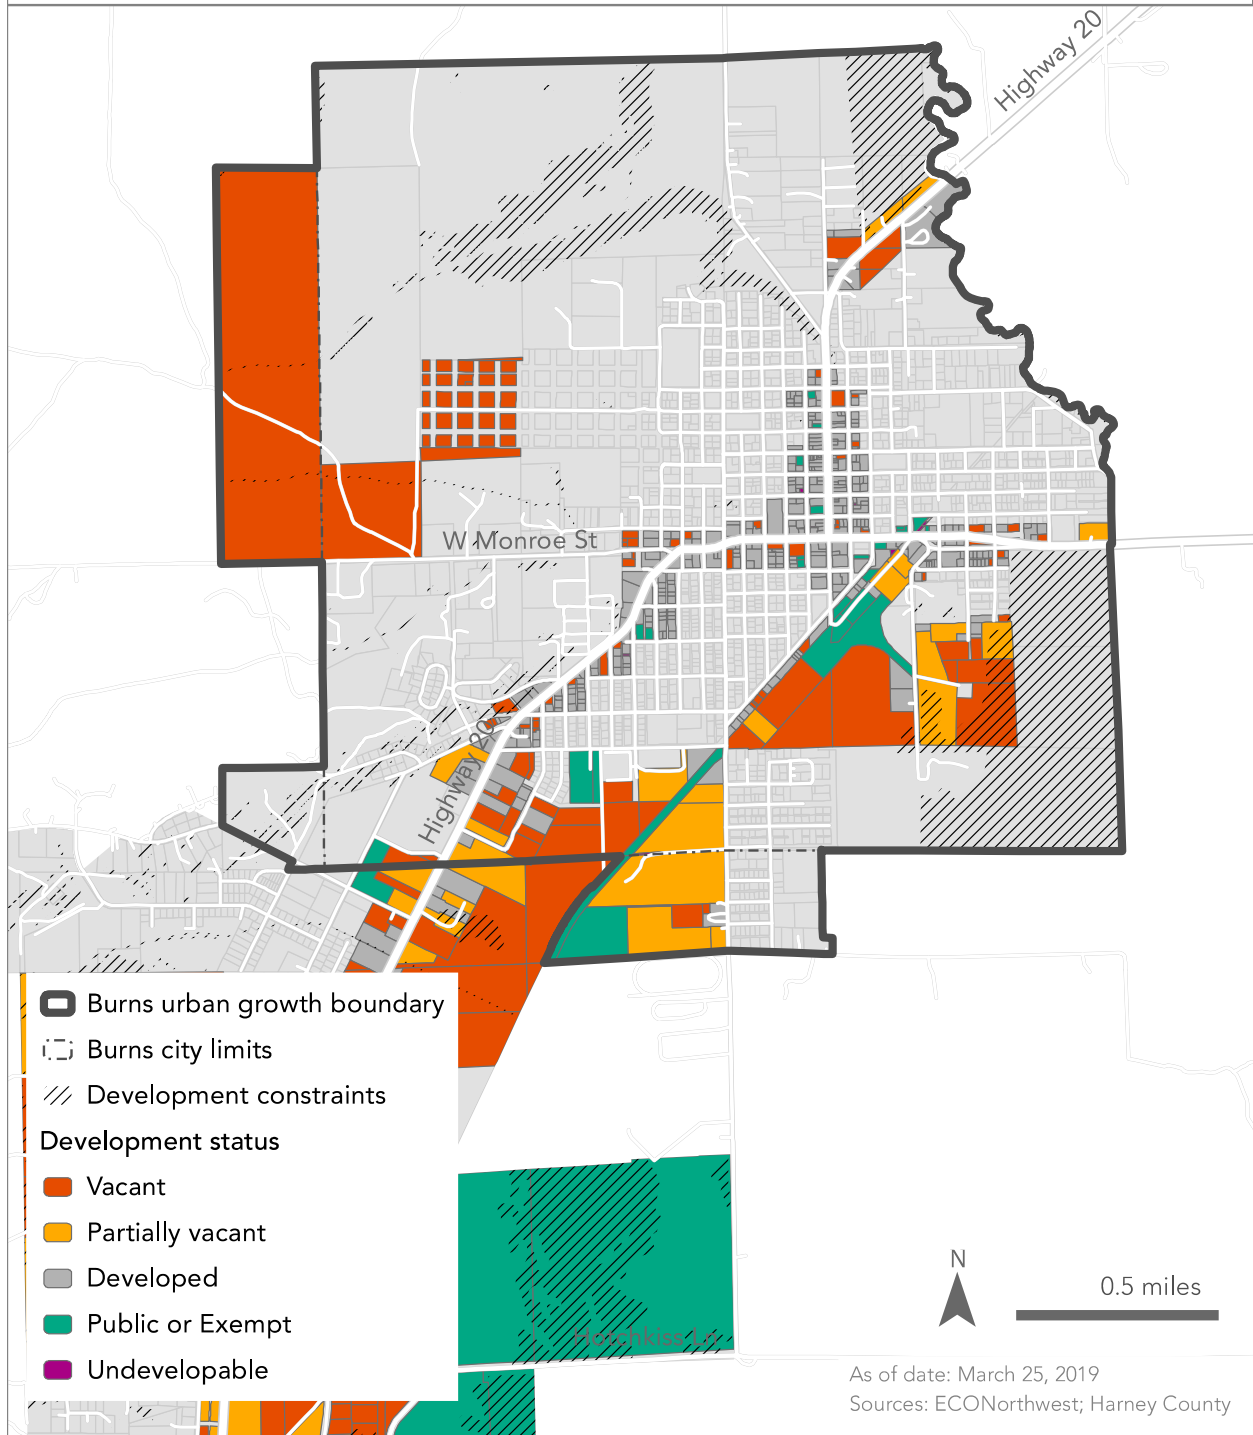 Highway 20
W Monroe St
Highway 20
Burns urban growth boundary
Burns city limits
Development constraints
Development status
Vacant
Partially vacant
Developed
Public or Exempt
Undevelopable
N
0.5 miles
Hotchkiss Ln
As of date: March 25, 2019
Sources: ECONorthwest; Harney County